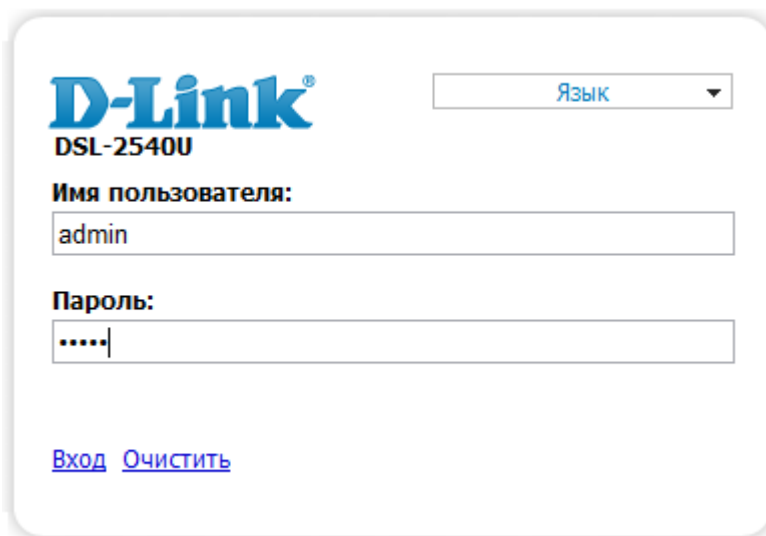 D-Link®
Язык
DSL-2540U
Имя пользователя:
admin
Пароль:
•••••
Вход Очистить